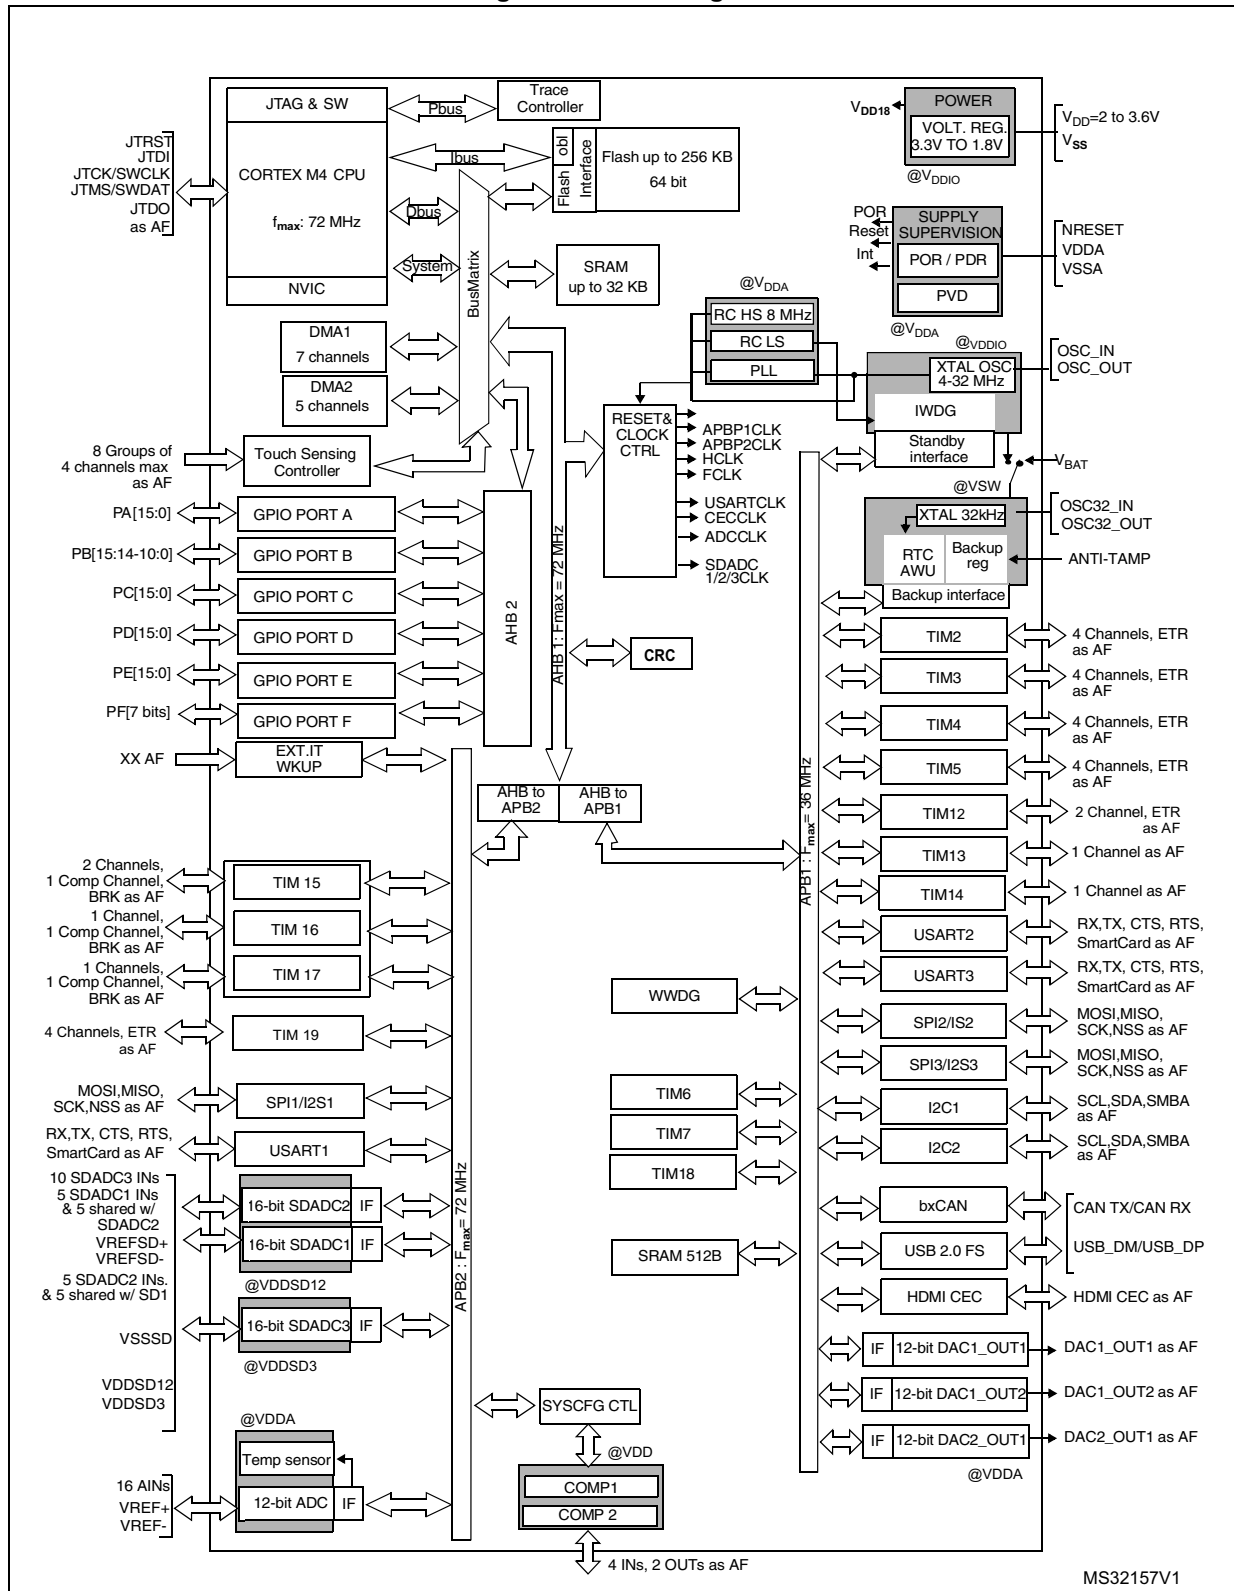 JTAG & SW
Pbus
Trace
Controller
JTRST
JTDI
JTCK/SWCLK
JTMS/SWDAT
JTDO
as AF
CORTEX M4 CPU
fmax: 72 MHz
NVIC
Ibus
Dbus
System
Flash
obl
Interface
Flash up to 256 KB
64 bit
BusMatrix
SRAM
up to 32 KB
DMA1
7 channels
DMA2
5 channels
8 Groups of
4 channels max
as AF
Touch Sensing
Controller
VDD18
POWER
VOLT. REG.
3.3V TO 1.8V
@VDDIO
VDD=2 to 3.6V
VSS
POR
Reset
Int
SUPPLY
SUPERVISION
POR / PDR
PVD
@VDDA
NRESET
VDDA
VSSA
@VDDA
RC HS 8 MHz
RC LS
PLL
@VDDIO
XTAL OSC
4-32 MHz
IWDG
Standby
interface
OSC_IN
OSC_OUT
RESET&
CLOCK
CTRL
APBP1CLK
APBP2CLK
HCLK
FCLK
USARTCLK
CECCLK
ADCCLK
SDADC
1/2/3CLK
VBAT
@VSW
XTAL 32kHz
RTC
AWU
Backup
reg
Backup interface
OSC32_IN
OSC32_OUT
ANTI-TAMP
PA[15:0]
GPIO PORT A
PB[15:14-10:0]
GPIO PORT B
PC[15:0]
GPIO PORT C
PD[15:0]
GPIO PORT D
PE[15:0]
GPIO PORT E
PF[7 bits]
GPIO PORT F
AHB 2
AHB 1: Fmax = 72 MHz
CRC
XX AF
EXT.IT
WKUP
AHB to
APB2
AHB to
APB1
APB1 : Fmax= 36 MHz
TIM2
4 Channels, ETR
as AF
TIM3
4 Channels, ETR
as AF
TIM4
4 Channels, ETR
as AF
TIM5
4 Channels, ETR
as AF
TIM12
2 Channel, ETR
as AF
TIM13
1 Channel as AF
TIM14
1 Channel as AF
USART2
RX,TX, CTS, RTS,
SmartCard as AF
USART3
RX,TX, CTS, RTS,
SmartCard as AF
SPI2/IS2
MOSI,MISO,
SCK,NSS as AF
SPI3/I2S3
MOSI,MISO,
SCK,NSS as AF
I2C1
SCL,SDA,SMBA
as AF
I2C2
SCL,SDA,SMBA
as AF
bxCAN
CAN TX/CAN RX
USB 2.0 FS
USB_DM/USB_DP
HDMI CEC
HDMI CEC as AF
IF
12-bit DAC1_OUT1
DAC1_OUT1 as AF
IF
12-bit DAC1_OUT2
DAC1_OUT2 as AF
IF
12-bit DAC2_OUT1
DAC2_OUT1 as AF
@VDDA
WWDG
TIM6
TIM7
TIM18
SRAM 512B
2 Channels,
1 Comp Channel,
BRK as AF
TIM 15
1 Channel,
1 Comp Channel,
BRK as AF
TIM 16
1 Channels,
1 Comp Channel,
BRK as AF
TIM 17
4 Channels, ETR
as AF
TIM 19
MOSI,MISO,
SCK,NSS as AF
SPI1/I2S1
RX,TX, CTS, RTS,
SmartCard as AF
USART1
APB2 : Fmax= 72 MHz
10 SDADC3 INs
5 SDADC1 INs
& 5 shared w/
SDADC2
VREFSD+
VREFSD-
5 SDADC2 INs.
& 5 shared w/ SD1
VSSSD
VDDSD12
VDDSD3
16-bit SDADC2
IF
16-bit SDADC1
IF
@VDDSD12
16-bit SDADC3
IF
@VDDSD3
@VDDA
Temp sensor
12-bit ADC
IF
16 AINs
VREF+
VREF-
SYSCFG CTL
@VDD
COMP1
COMP 2
4 INs, 2 OUTs as AF
MS32157V1